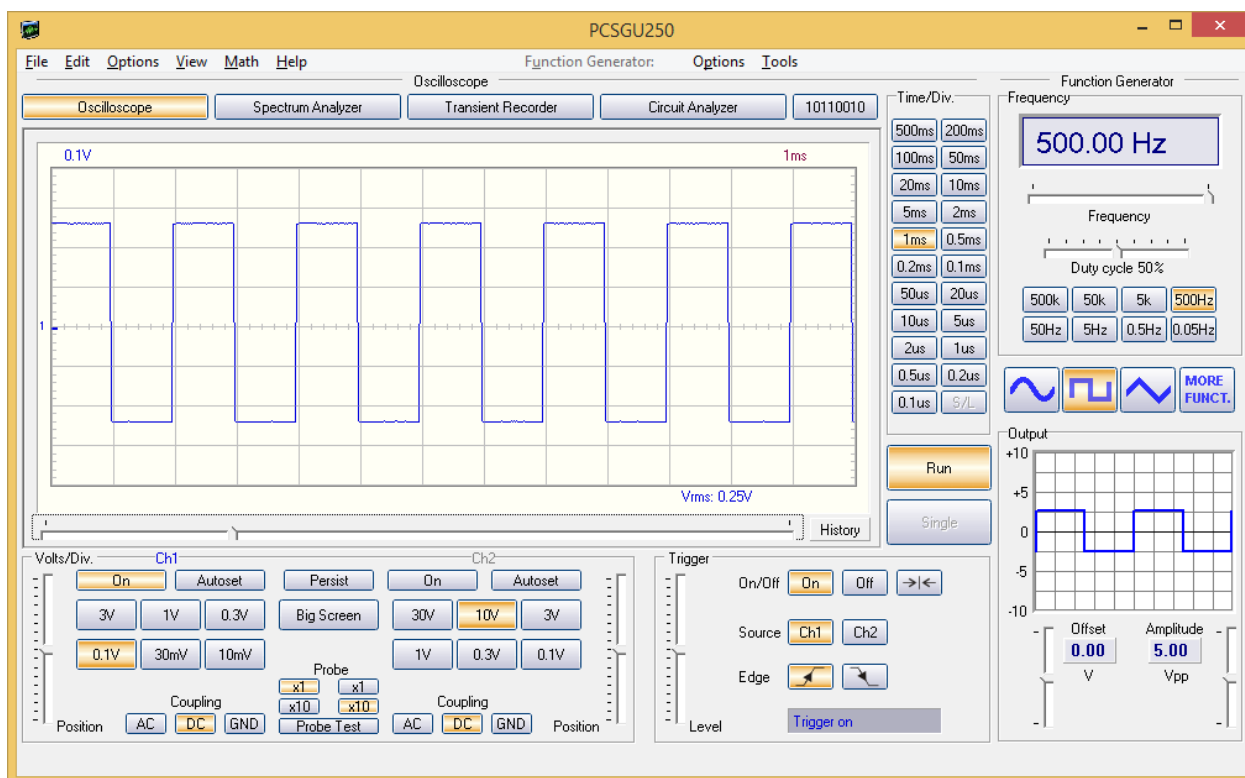 PCSGU250
File Edit Options View Math Help Function Generator: Options Tools
Oscilloscope
Oscilloscope Spectrum Analyzer Transient Recorder Circuit Analyzer 10110010
0.1V 1ms
1
Vrms: 0.25V
History
Time/Div.
500ms 200ms
100ms 50ms
20ms 10ms
5ms 2ms
1ms 0.5ms
0.2ms 0.1ms
50us 20us
10us 5us
2us 1us
0.5us 0.2us
0.1us S/L
Run
Single
Function Generator
Frequency
500.00 Hz
Frequency
Duty cycle 50%
500k 50k 5k 500Hz
50Hz 5Hz 0.5Hz 0.05Hz
MORE
FUNCT.
Output
+10
+5
0
-5
-10
Offset Amplitude
0.00 5.00
V Vpp
Volts/Div. Ch1 Ch2
On Autoset Persist On Autoset
3V 1V 0.3V Big Screen 30V 10V 3V
0.1V 30mV 10mV 1V 0.3V 0.1V
Probe
x1 x1
Coupling x10 x10 Coupling
Position AC DC GND Probe Test AC DC GND Position
Trigger
On/Off On Off
Source Ch1 Ch2
Edge
Level Trigger on